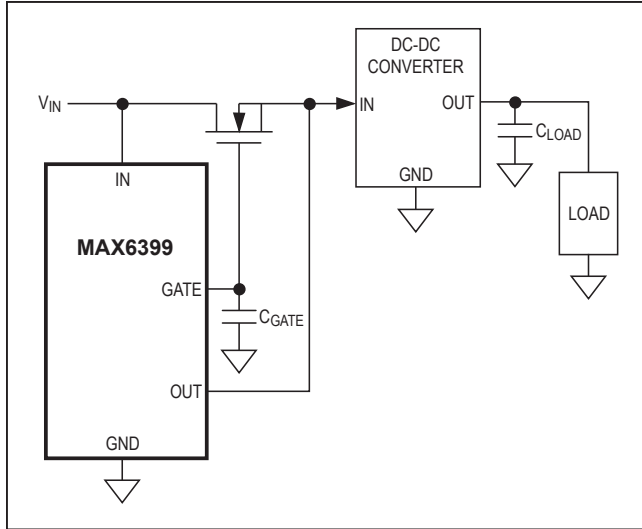 DC-DC
CONVERTER
V_IN
IN
OUT
C_LOAD
GND
IN
LOAD
MAX6399
GATE
C_GATE
OUT
GND